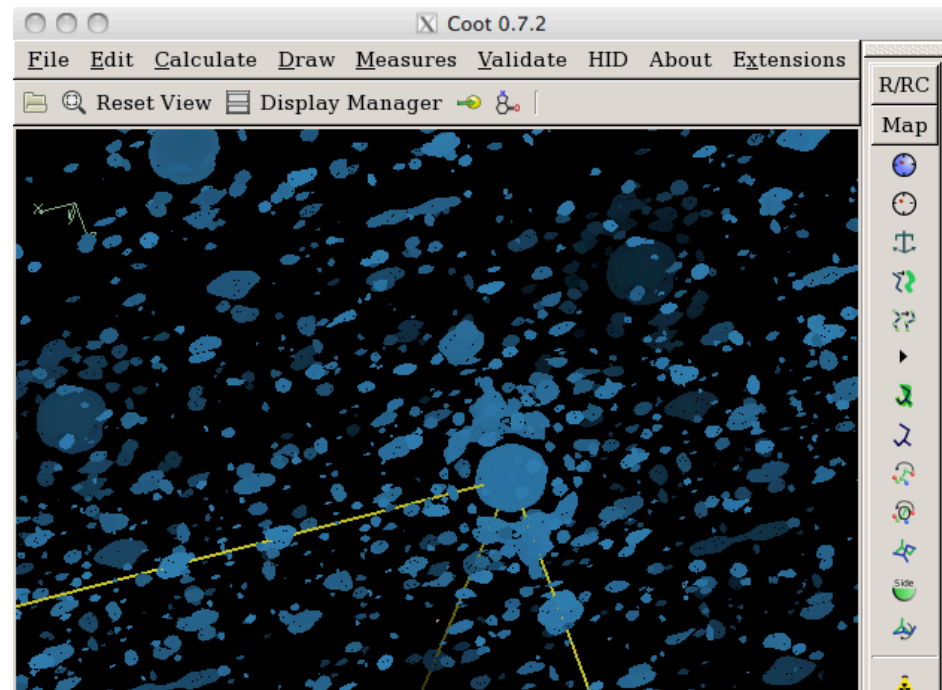 X Coot 0.7.2
File Edit Calculate Draw Measures Validate HID About Extensions
R/RC
Reset View Display Manager
Map
x
y
Side